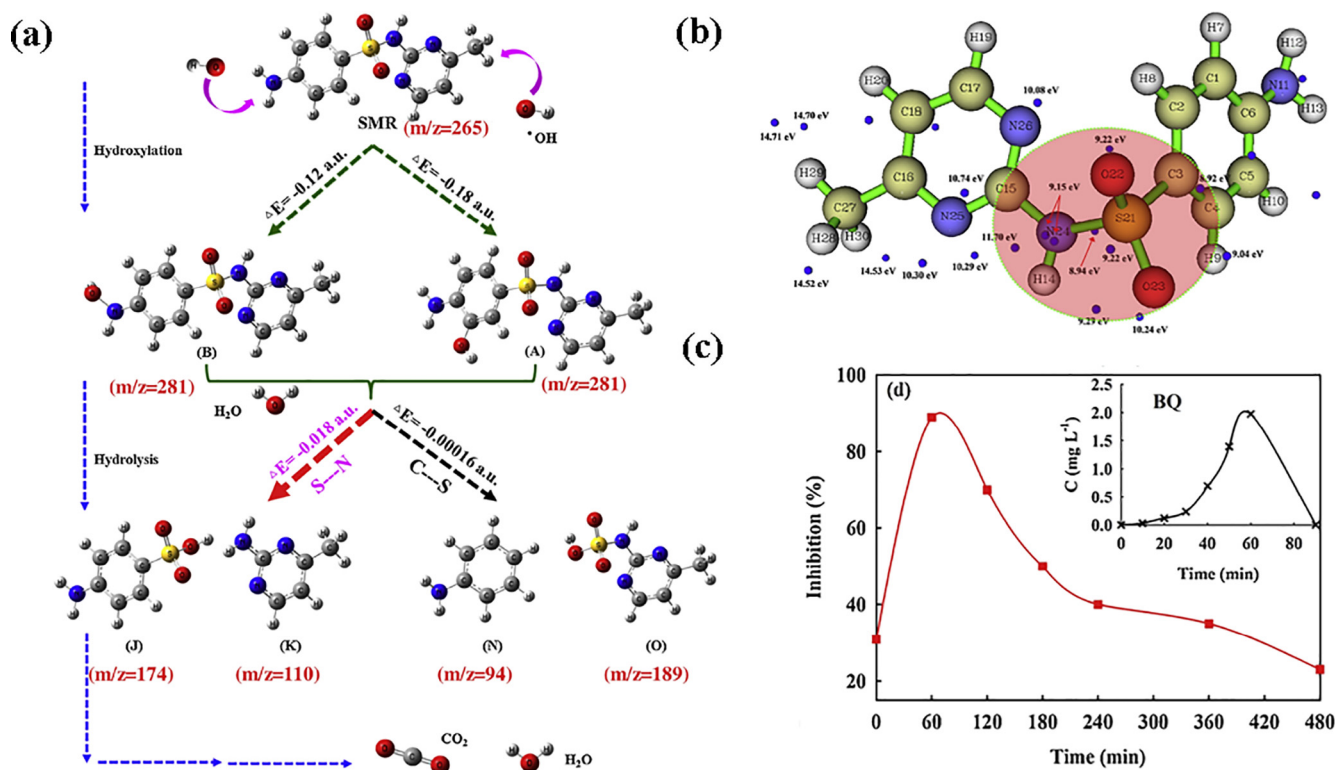 (a)
SMR (m/z=265)
•OH
Hydroxylation
△E= -0.12 a.u.
△E= -0.18 a.u.
(B)
(A)
(m/z=281)
(m/z=281)
H₂O
△E= -0.018 a.u.
S----N
△E= -0.00016 a.u.
C---S
Hydrolysis
(J)
(K)
(N)
(O)
(m/z=174)
(m/z=110)
(m/z=94)
(m/z=189)
CO₂
H₂O
(b)
H19
H7
H12
H20
C17
10.08 eV
H8
C1
N11
H13
14.70 eV
14.71 eV
C18
N26
C2
C6
9.22 eV
O22
H29
C16
10.74 eV
C15
9.15 eV
C3
8.92 eV
C5
C27
N25
N24
S21
C4
H10
H28
H30
11.70 eV
14.53 eV
10.30 eV
10.29 eV
8.94 eV
9.22 eV
H9
9.04 eV
14.52 eV
H14
O23
9.23 eV
10.24 eV
(c)
(d)
Inhibition (%)
100
80
60
40
20
0
60
120
180
240
300
360
420
480
Time (min)
BQ
C (mg L⁻¹)
2.5
2.0
1.5
1.0
0.5
0.0
0
20
40
60
80
Time (min)